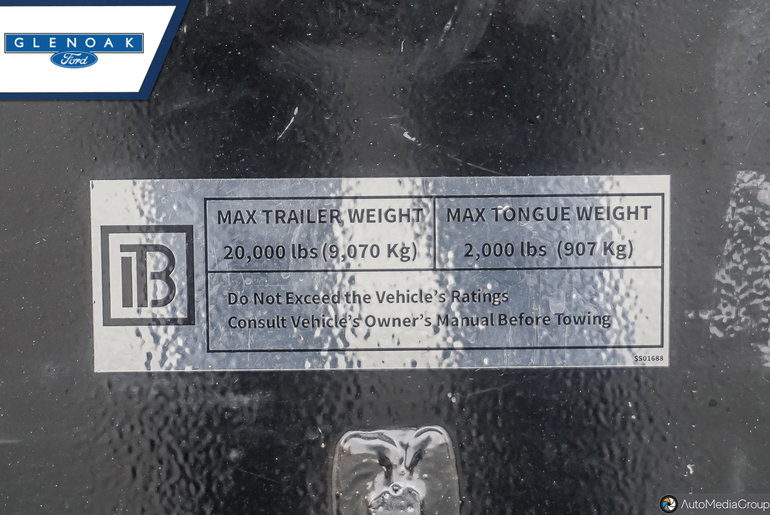 GLENOAK
Ford
MAX TRAILER WEIGHT
20,000 lbs (9,070 Kg)
MAX TONGUE WEIGHT
2,000 lbs (907 Kg)
TB
Do Not Exceed the Vehicle's Ratings
Consult Vehicle's Owner's Manual Before Towing
SS01688
AutoMediaGroup